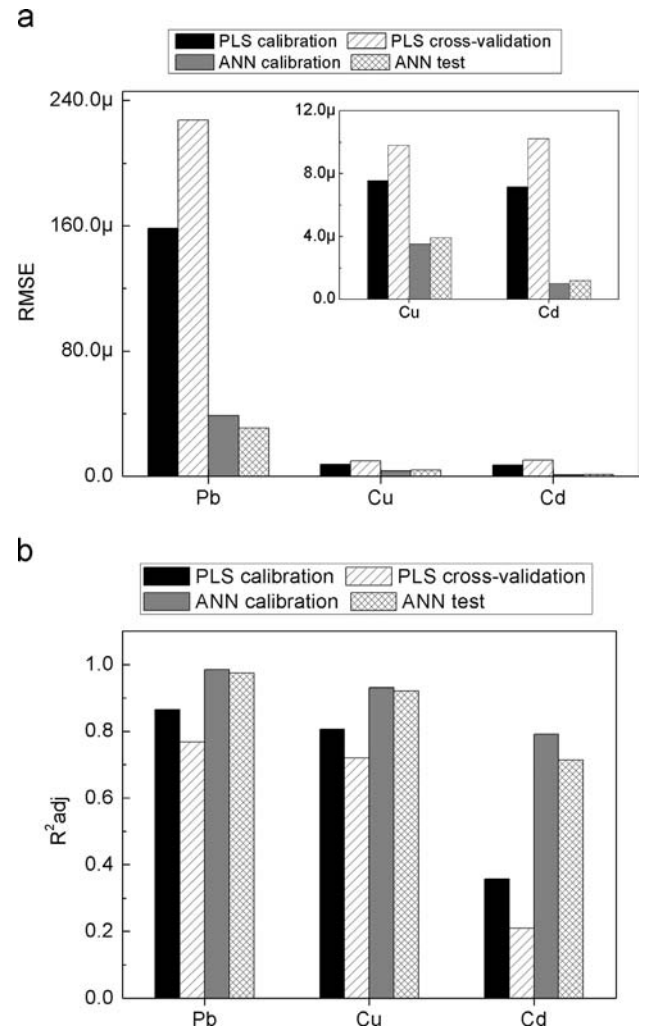 a
PLS calibration PLS cross-validation
ANN calibration ANN test
240.0µ
160.0µ
80.0µ
0.0
RMSE
12.0µ
8.0µ
4.0µ
0.0
Cu Cd
Pb Cu Cd
b
PLS calibration PLS cross-validation
ANN calibration ANN test
1.0
0.8
0.6
0.4
0.2
0.0
R²adj
Pb Cu Cd